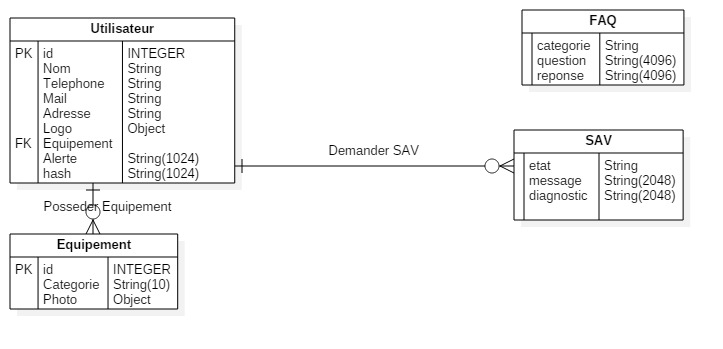 Utilisateur
PK id INTEGER
Nom String
Telephone String
Mail String
Adresse String
Logo Object
FK Equipement
Alerte String(1024)
hash String(1024)
FAQ
categorie String
question String(4096)
reponse String(4096)
Demander SAV
SAV
etat String
message String(2048)
diagnostic String(2048)
Posseder Equipement
Equipement
PK id INTEGER
Categorie String(10)
Photo Object